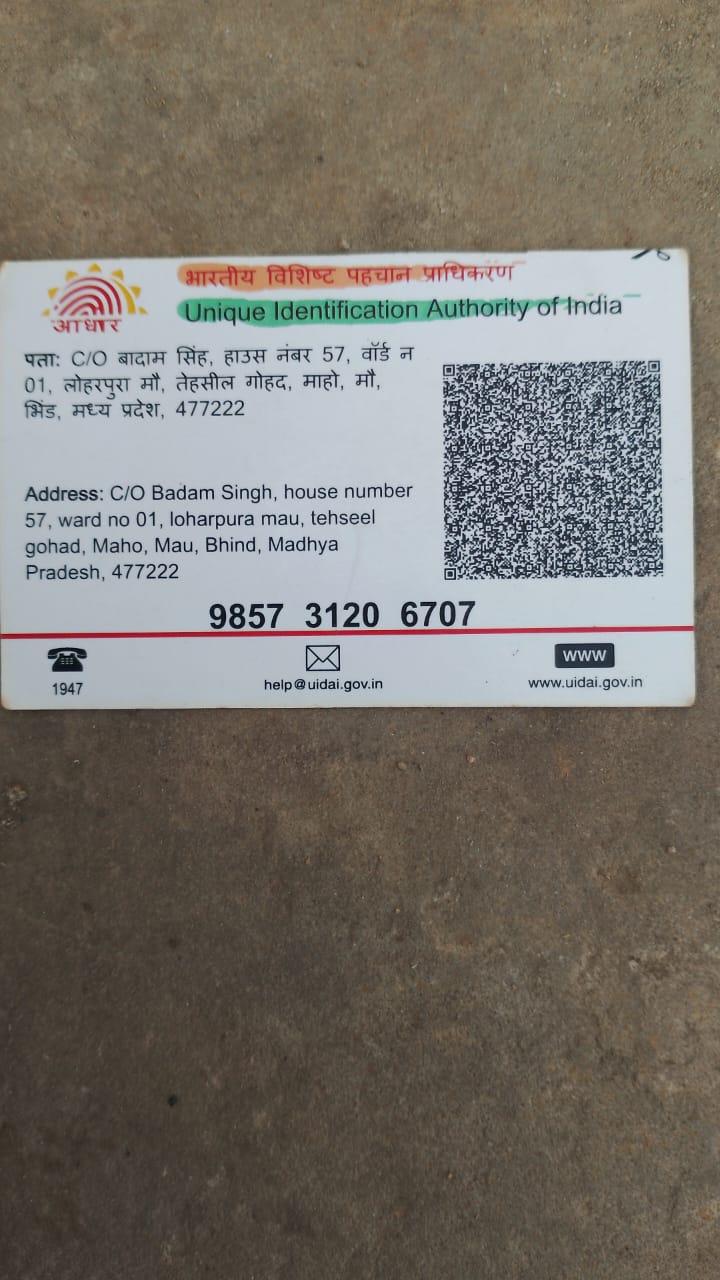 भारतीय विशिष्ट पहचान प्राधिकरण
Unique Identification Authority of India
आधार
पता: C/O बादाम सिंह, हाउस नंबर 57, वॉर्ड न
01, लोहरपुरा मौ, तेहसील गोहद, माहो, मौ,
भिंड, मध्य प्रदेश, 477222
Address: C/O Badam Singh, house number
57, ward no 01, loharpura mau, tehseel
gohad, Maho, Mau, Bhind, Madhya
Pradesh, 477222
9857 3120 6707
1947
help@uidai.gov.in
www
www.uidai.gov.in